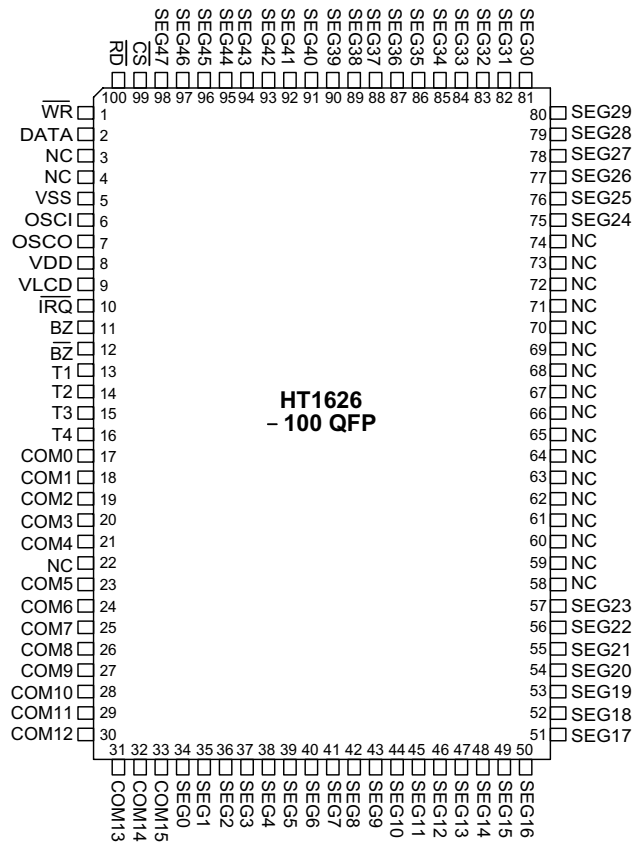 SEG47 SEG46 SEG45 SEG44 SEG43 SEG42 SEG41 SEG40 SEG39 SEG38 SEG37 SEG36 SEG35 SEG34 SEG33 SEG32 SEG31 SEG30
RD CS
100 99 98 97 96 95 94 93 92 91 90 89 88 87 86 85 84 83 82 81
WR 1
DATA 2
NC 3
NC 4
VSS 5
OSCI 6
OSCO 7
VDD 8
VLCD 9
IRQ 10
BZ 11
BZ 12
T1 13
T2 14
T3 15
T4 16
COM0 17
COM1 18
COM2 19
COM3 20
COM4 21
NC 22
COM5 23
COM6 24
COM7 25
COM8 26
COM9 27
COM10 28
COM11 29
COM12 30
HT1626
– 100 QFP
80 SEG29
79 SEG28
78 SEG27
77 SEG26
76 SEG25
75 SEG24
74 NC
73 NC
72 NC
71 NC
70 NC
69 NC
68 NC
67 NC
66 NC
65 NC
64 NC
63 NC
62 NC
61 NC
60 NC
59 NC
58 NC
57 SEG23
56 SEG22
55 SEG21
54 SEG20
53 SEG19
52 SEG18
51 SEG17
31 32 33 34 35 36 37 38 39 40 41 42 43 44 45 46 47 48 49 50
COM13 COM14 COM15 SEG0 SEG1 SEG2 SEG3 SEG4 SEG5 SEG6 SEG7 SEG8 SEG9 SEG10 SEG11 SEG12 SEG13 SEG14 SEG15 SEG16